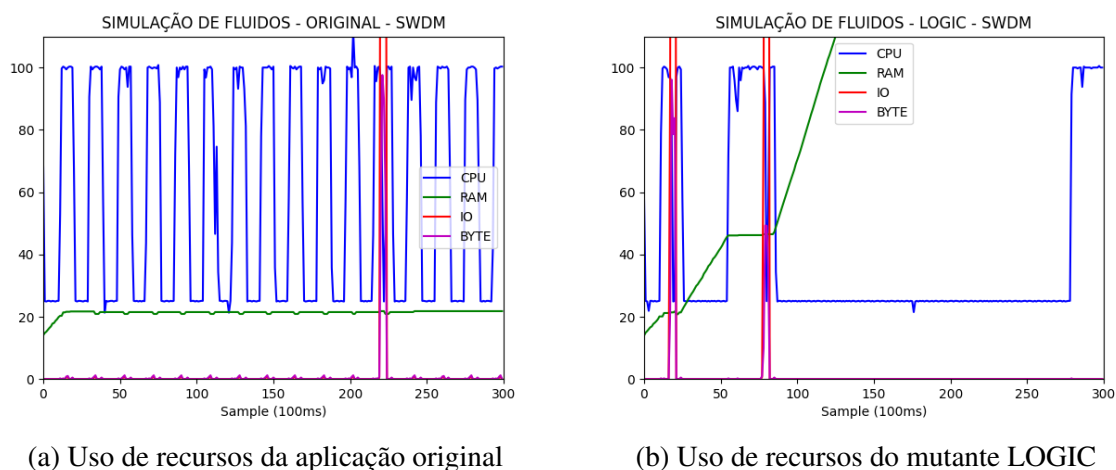 SIMULAÇÃO DE FLUIDOS - ORIGINAL - SWDM
100
80
60
40
20
0
CPU
RAM
IO
BYTE
0 50 100 150 200 250 300
Sample (100ms)
(a) Uso de recursos da aplicação original
SIMULAÇÃO DE FLUIDOS - LOGIC - SWDM
CPU
RAM
IO
BYTE
100
80
60
40
20
0
0 50 100 150 200 250 300
Sample (100ms)
(b) Uso de recursos do mutante LOGIC